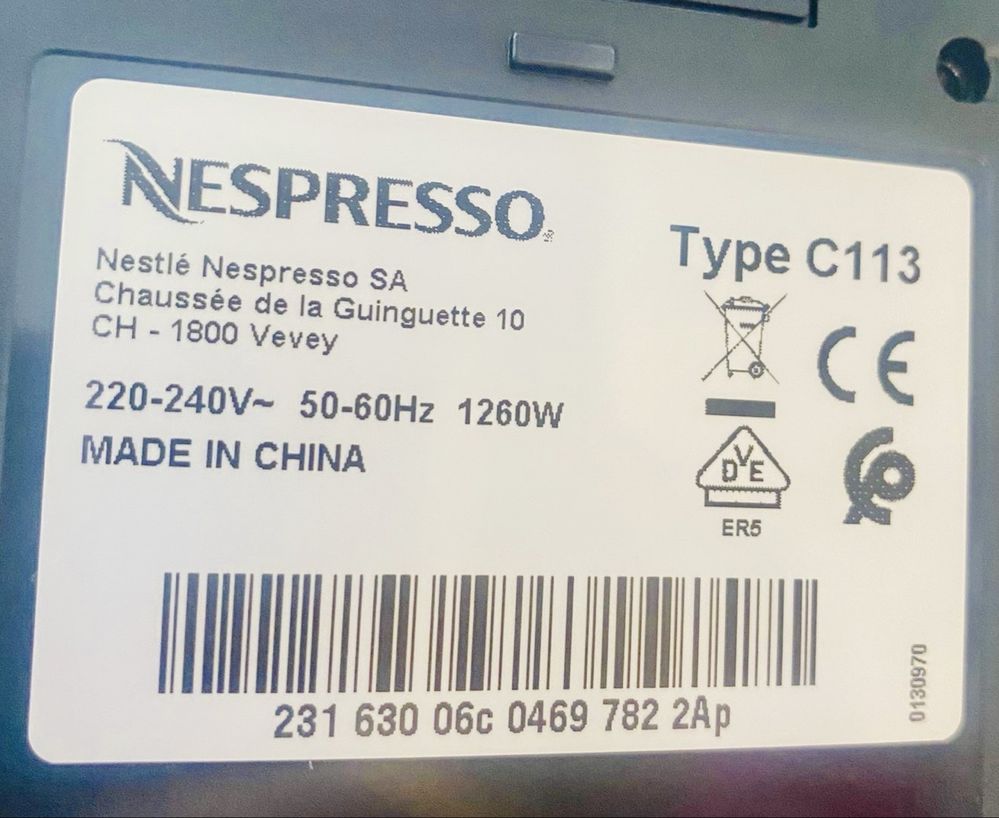 NESPRESSO®
Nestlé Nespresso SA
Chaussée de la Guinguette 10
CH - 1800 Vevey
220-240V~ 50-60Hz 1260W
MADE IN CHINA
Type C113
CE
DVE
ER5
231 630 06c 0469 782 2Ap
0130970